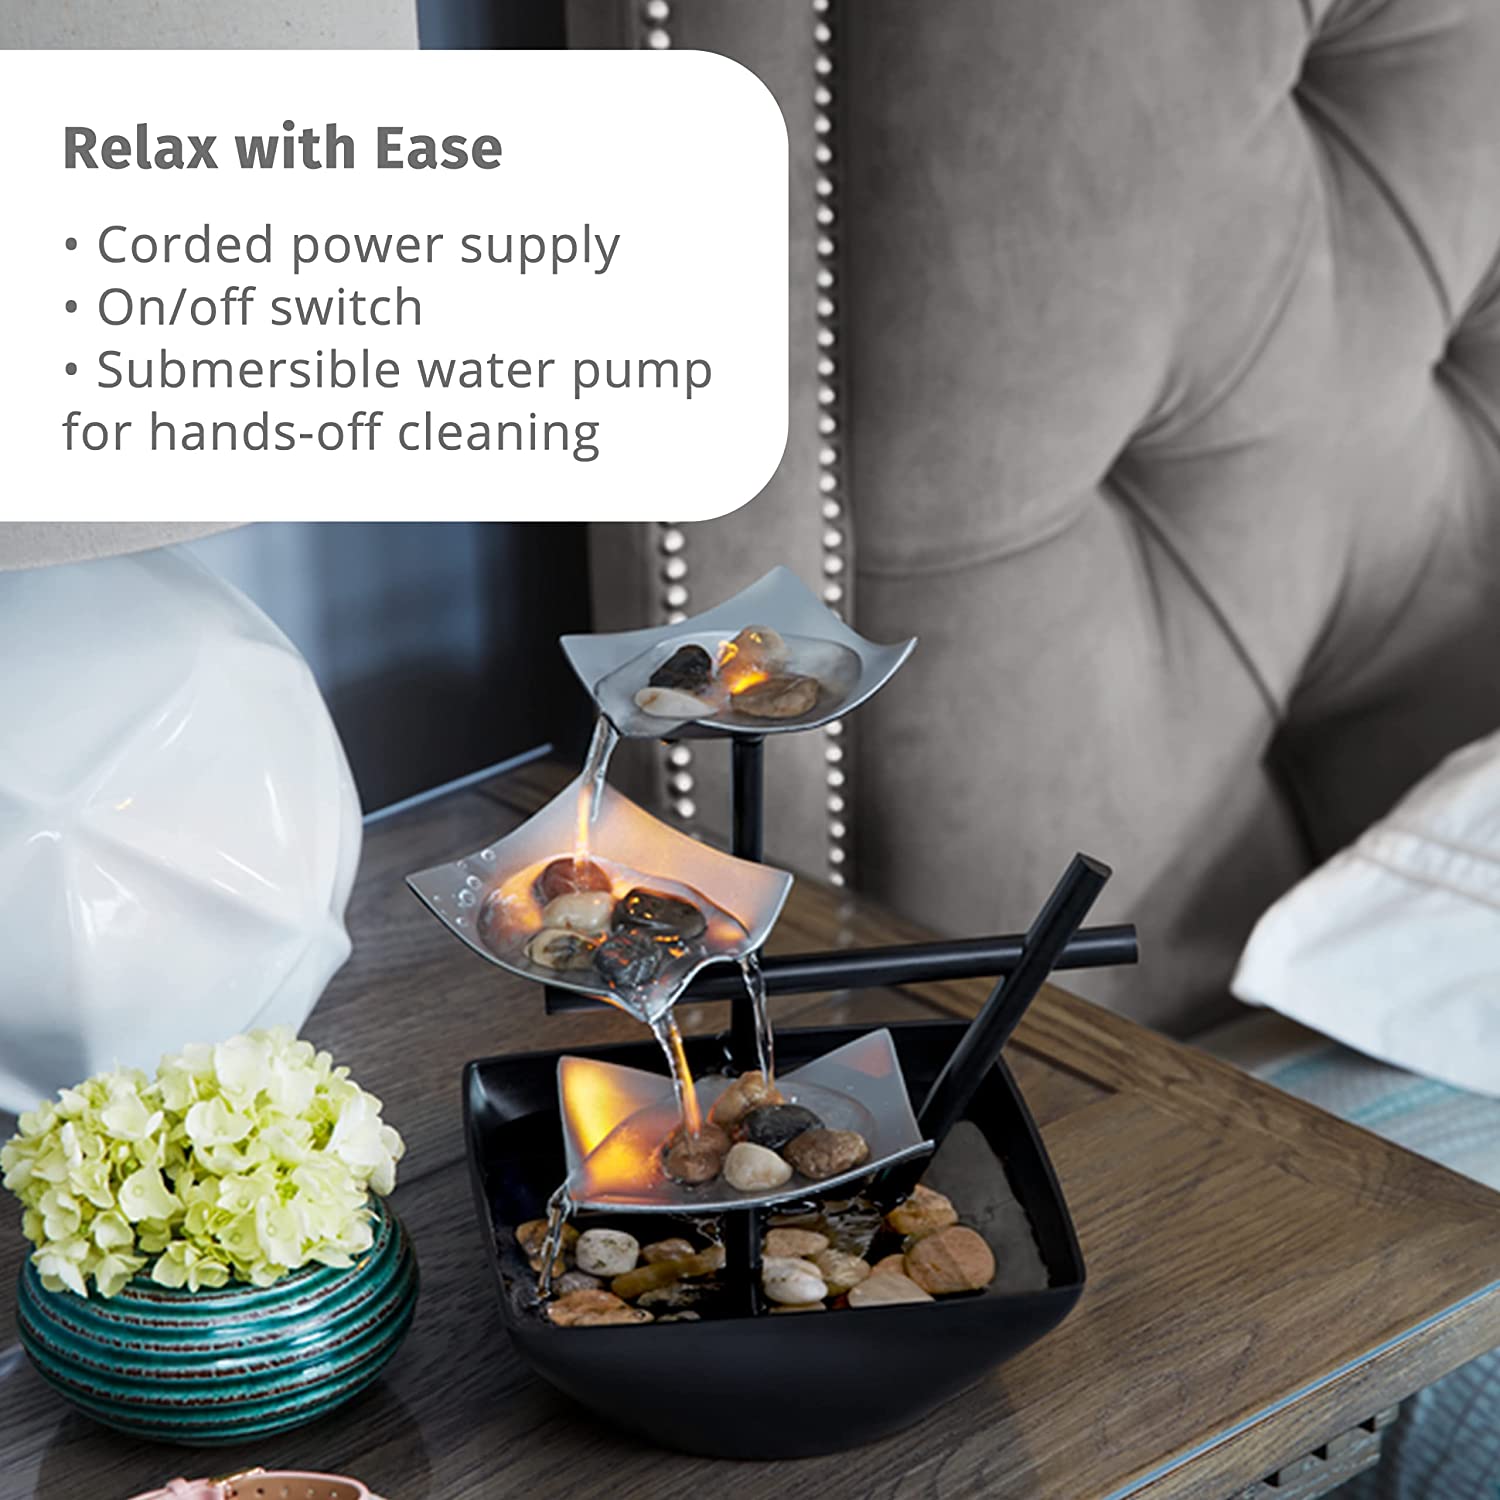 Relax with Ease
• Corded power supply
• On/off switch
• Submersible water pump
for hands-off cleaning